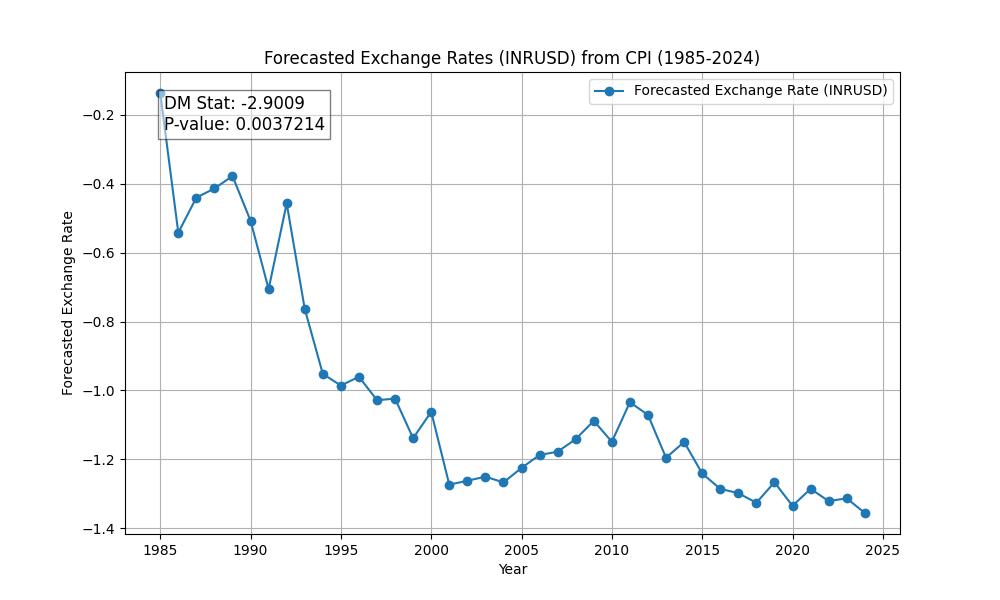 Forecasted Exchange Rates (INRUSD) from CPI (1985-2024)
DM Stat: -2.9009
P-value: 0.0037214
Forecasted Exchange Rate (INRUSD)
Forecasted Exchange Rate
−0.2
−0.4
−0.6
−0.8
−1.0
−1.2
−1.4
1985 1990 1995 2000 2005 2010 2015 2020 2025
Year